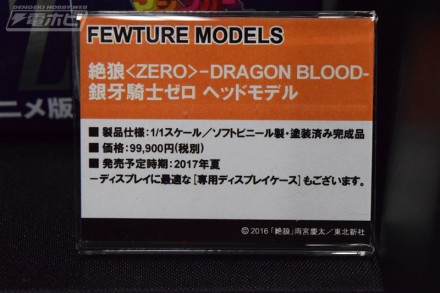 DENGEKI HOBBY WEB
電ホビ
FEWTURE MODELS
絶狼<ZERO>-DRAGON BLOOD-
銀牙騎士ゼロ ヘッドモデル
ニメ版
■ 製品仕様:1/1スケール／ソフトビニール製・塗装済み完成品
■ 価格:99,900円(税別)
■ 発売予定時期:2017年夏
−ディスプレイに最適な[専用ディスプレイケース]もございます。
©2016「絶狼」雨宮慶太／東北新社